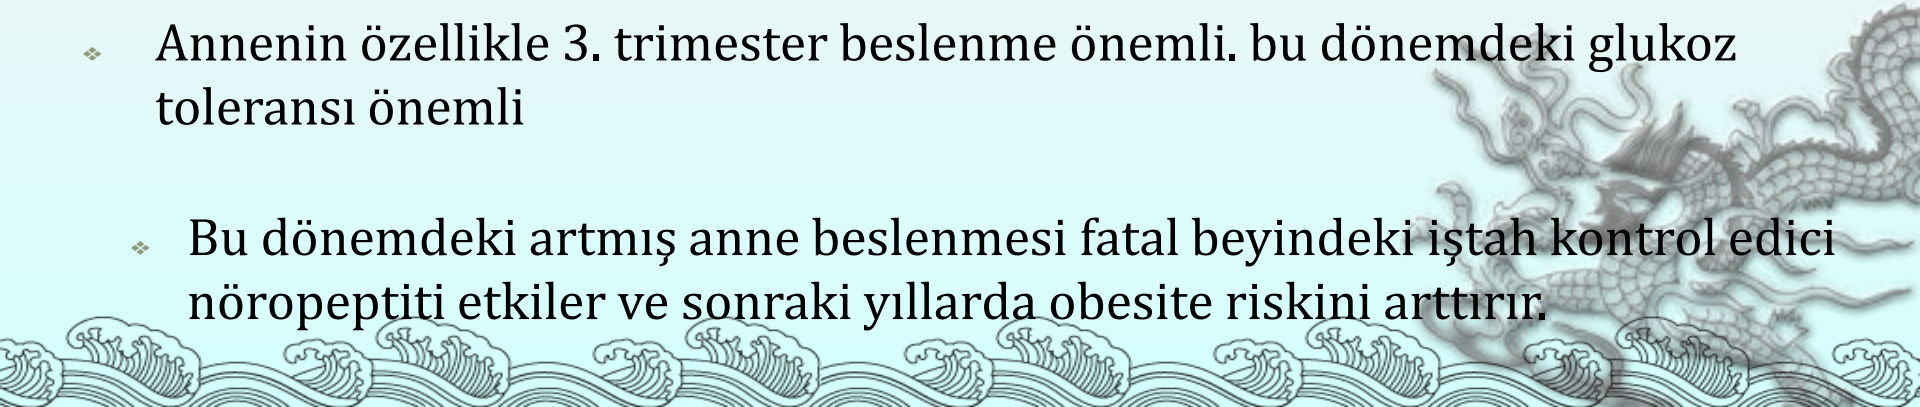 Annenin özellikle 3. trimester beslenme önemli. bu dönemdeki glukoz
toleransı önemli
Bu dönemdeki artmış anne beslenmesi fatal beyindeki iştah kontrol edici
nöropeptiti etkiler ve sonraki yıllarda obesite riskini arttırır.